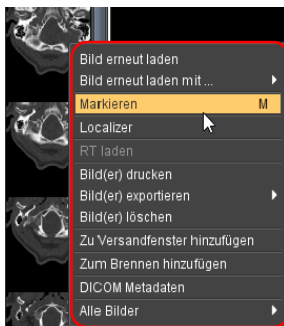 Bild erneut laden
Bild erneut laden mit ...
Markieren M
Localizer
RT laden
Bild(er) drucken
Bild(er) exportieren
Bild(er) löschen
Zu Versandfenster hinzufügen
Zum Brennen hinzufügen
DICOM Metadaten
Alle Bilder